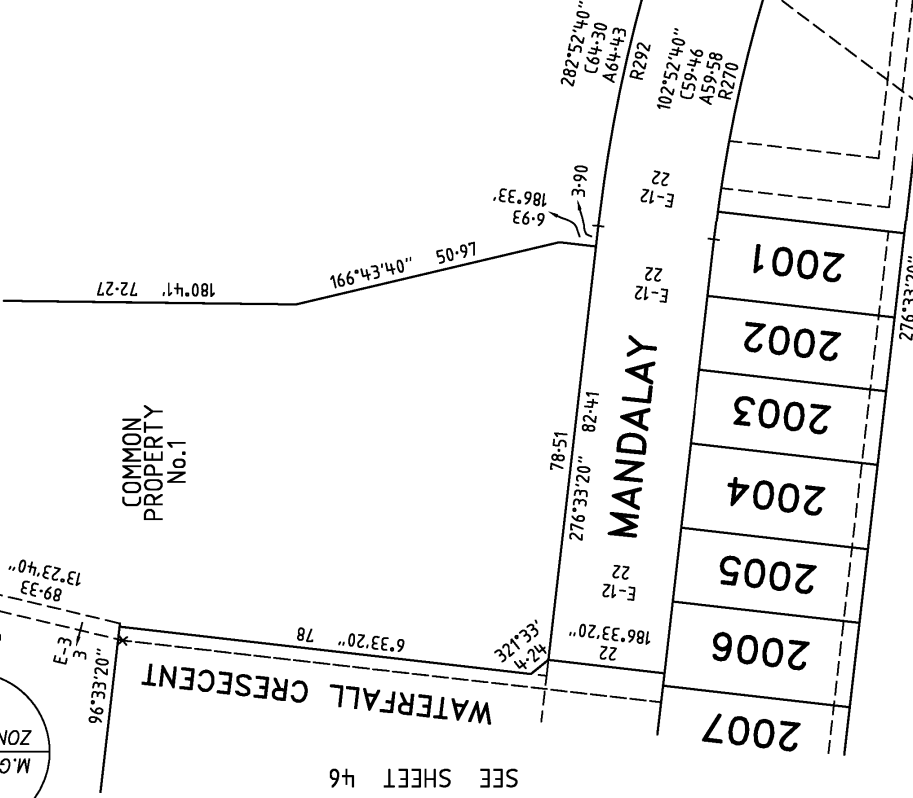 282°52'40"
C64·30
A64·43
R292
102°52'40"
C59·46
A59·58
R270
22
E-12
3·90
6·93
186°33'
166°43'40"
50·97
180°41'
72·27
22
E-12
2001
276°33'20"
2002
2003
2004
2005
2006
2007
MANDALAY
82·41
78·51
276°33'20"
COMMON
PROPERTY
No.1
E-12
22
186°33'20"
22
321°33'
4·24
6°33'20"
78
89·33
13°23'40"
E-3
3
96°33'20"
WATERFALL CRESECENT
SEE SHEET 46
M.G
ZON